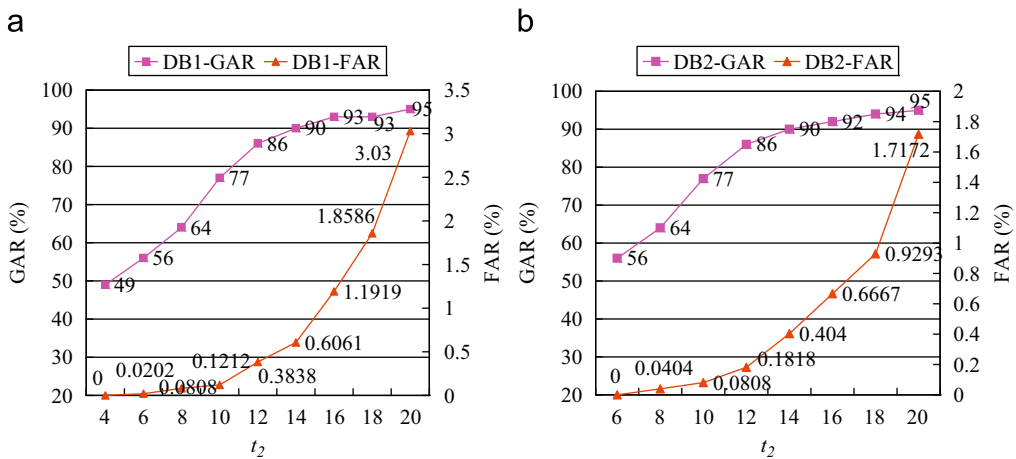 a
DB1-GAR DB1-FAR
100 90 80 70 60 50 40 30 20
GAR (%)
49 56 64 77 86 90 93 93 95
0 0.0202 0.0808 0.1212 0.3838 0.6061 1.1919 1.8586 3.03
3.5 3 2.5 2 1.5 1 0.5 0
FAR (%)
4 6 8 10 12 14 16 18 20
t2
b
DB2-GAR DB2-FAR
100 90 80 70 60 50 40 30 20
GAR (%)
56 64 77 86 90 92 94 95
0 0.0404 0.0808 0.1818 0.404 0.6667 0.9293 1.7172
2 1.8 1.6 1.4 1.2 1 0.8 0.6 0.4 0.2 0
FAR (%)
6 8 10 12 14 16 18 20
t2